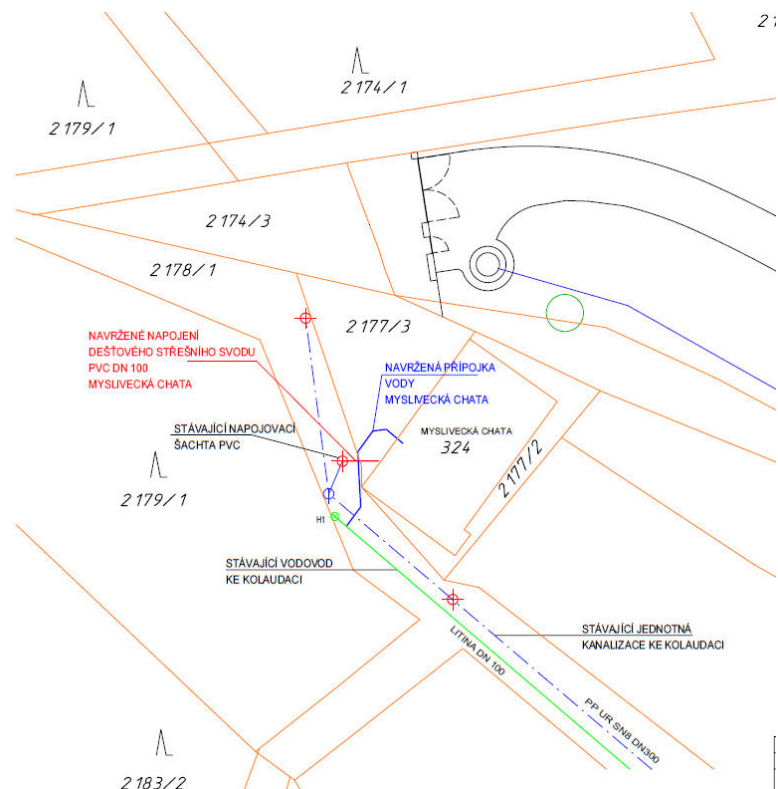 2174/1
2179/1
2174/3
2178/1
2177/3
NAVRŽENÉ NAPOJENÍ
DEŠŤOVÉHO STŘEŠNÍHO SVODU
PVC DN 100
MYSLIVECKÁ CHATA
NAVRŽENÁ PŘÍPOJKA
VODY
MYSLIVECKÁ CHATA
STÁVAJÍCÍ NAPOJOVACÍ
ŠACHTA PVC
MYSLIVECKÁ CHATA
324
2177/2
2179/1
H1
STÁVAJÍCÍ VODOVOD
KE KOLAUDACI
LITINA DN 100
STÁVAJÍCÍ JEDNOTNÁ
KANALIZACE KE KOLAUDACI
PP UR SN8 DN300
2183/2